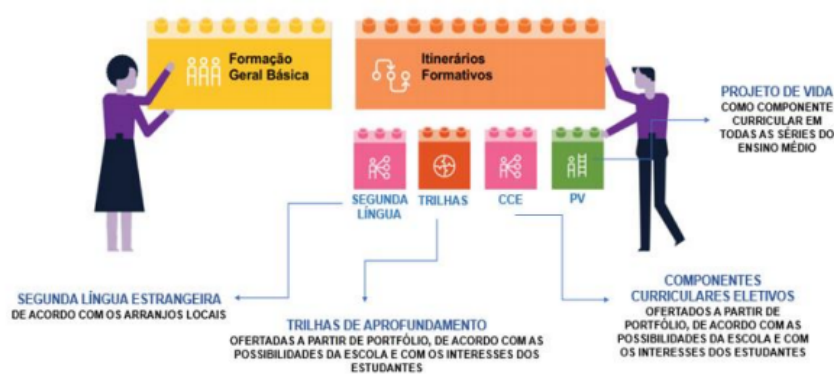 Formação
Geral Básica
Itinerários
Formativos
PROJETO DE VIDA
COMO COMPONENTE
CURRICULAR EM
TODAS AS SÉRIES DO
ENSINO MÉDIO
SEGUNDA
LÍNGUA
TRILHAS
CCE
PV
SEGUNDA LÍNGUA ESTRANGEIRA
DE ACORDO COM OS ARRANJOS LOCAIS
TRILHAS DE APROFUNDAMENTO
OFERTADAS A PARTIR DE PORTFÓLIO, DE ACORDO COM AS
POSSIBILIDADES DA ESCOLA E COM OS INTERESSES DOS
ESTUDANTES
COMPONENTES
CURRICULARES ELETIVOS
OFERTADOS A PARTIR DE
PORTFÓLIO, DE ACORDO COM AS
POSSIBILIDADES DA ESCOLA E COM
OS INTERESSES DOS ESTUDANTES